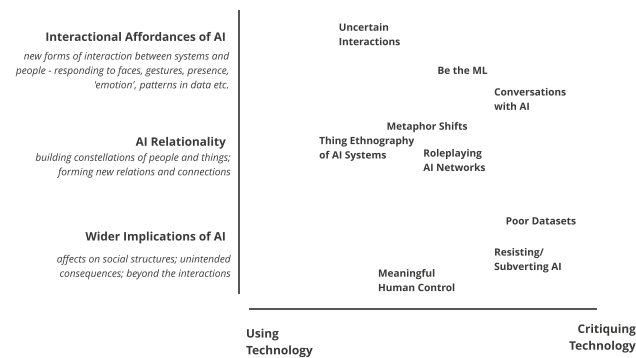 Interactional Affordances of AI
new forms of interaction between systems and
people - responding to faces, gestures, presence,
'emotion', patterns in data etc.
AI Relationality
building constellations of people and things;
forming new relations and connections
Wider Implications of AI
affects on social structures; unintended
consequences; beyond the interactions
Uncertain
Interactions
Be the ML
Conversations
with AI
Metaphor Shifts
Thing Ethnography
of AI Systems
Roleplaying
AI Networks
Poor Datasets
Resisting/
Subverting AI
Meaningful
Human Control
Using
Technology
Critiquing
Technology